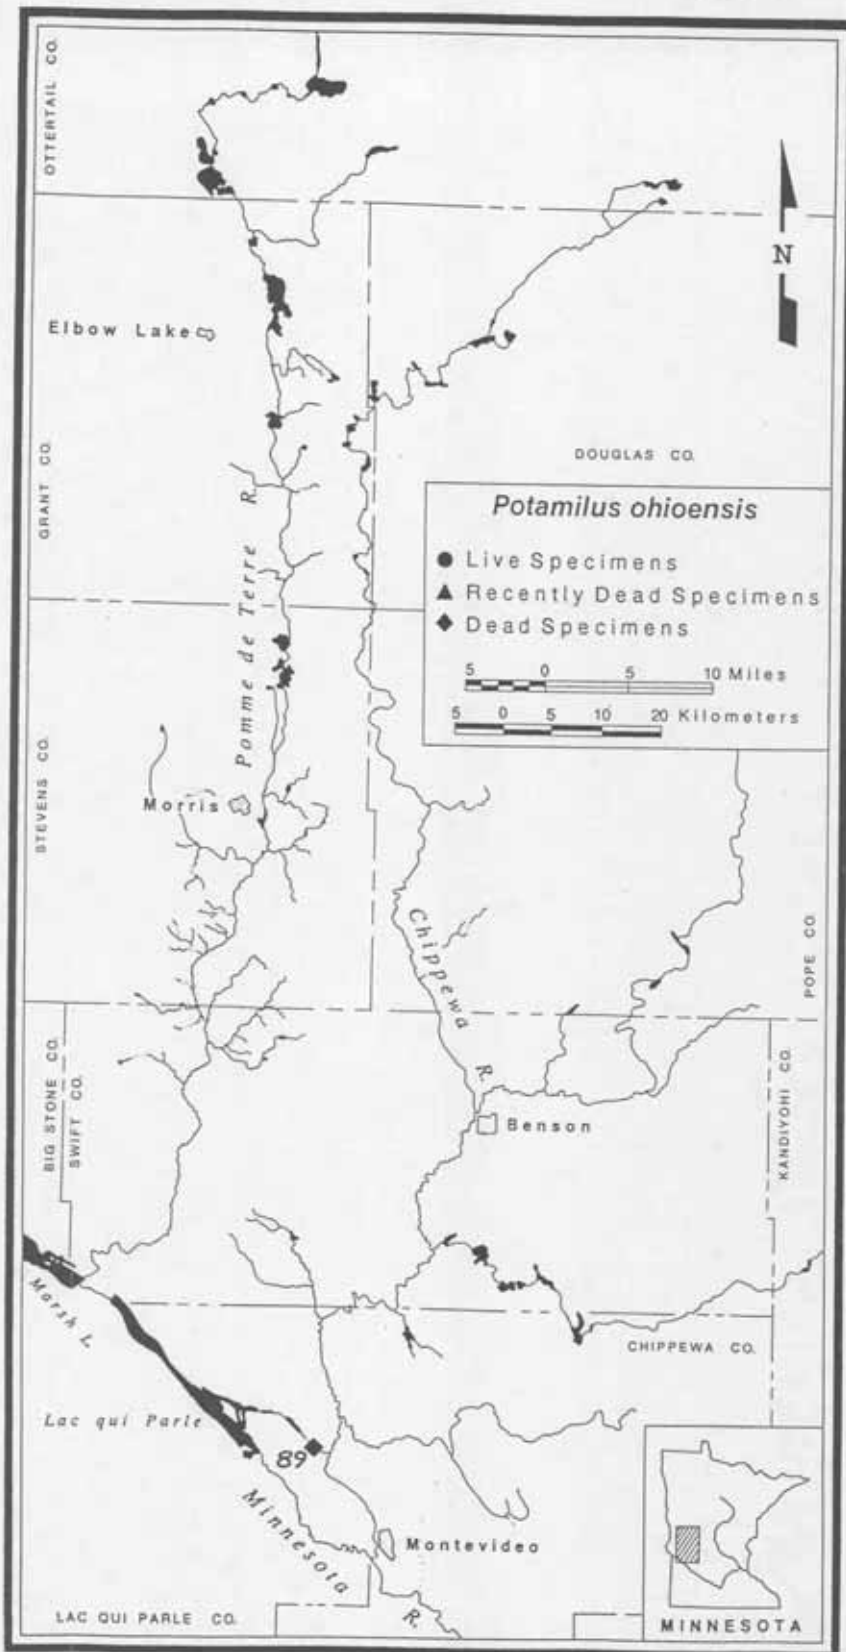 OTTERTAIL CO.
N
Elbow Lake
GRANT CO.
DOUGLAS CO.
Pomme de Terre R.
Potamilus ohioensis
Live Specimens
Recently Dead Specimens
Dead Specimens
5 0 5 10 Miles
5 0 5 10 20 Kilometers
STEVENS CO.
Morris
Chippewa R.
POPE CO.
BIG STONE CO.
SWIFT CO.
KANDIYOHI CO.
Benson
Marsh L.
CHIPPEWA CO.
Lac qui Parle
89
Minnesota R.
Montevideo
LAC QUI PARLE CO.
MINNESOTA